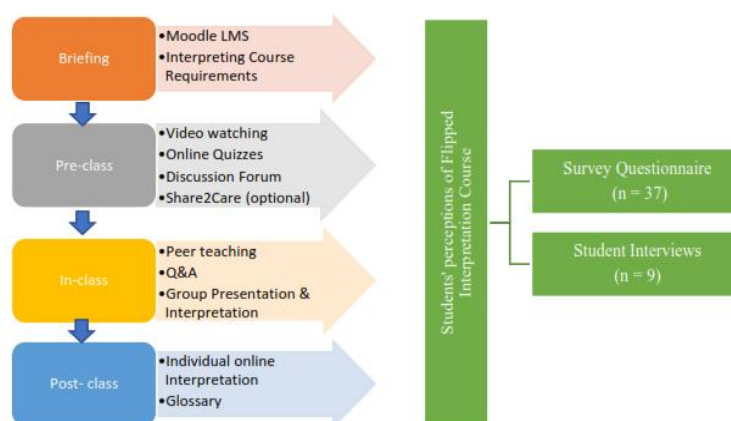 Briefing
•Moodle LMS
•Interpreting Course
Requirements
Pre-class
•Video watching
•Online Quizzes
•Discussion Forum
•Share2Care (optional)
In-class
•Peer teaching
•Q&A
•Group Presentation &
Interpretation
Post- class
•Individual online
Interpretation
•Glossary
Students' perceptions of Flipped
Interpretation Course
Survey Questionnaire
(n = 37)
Student Interviews
(n = 9)